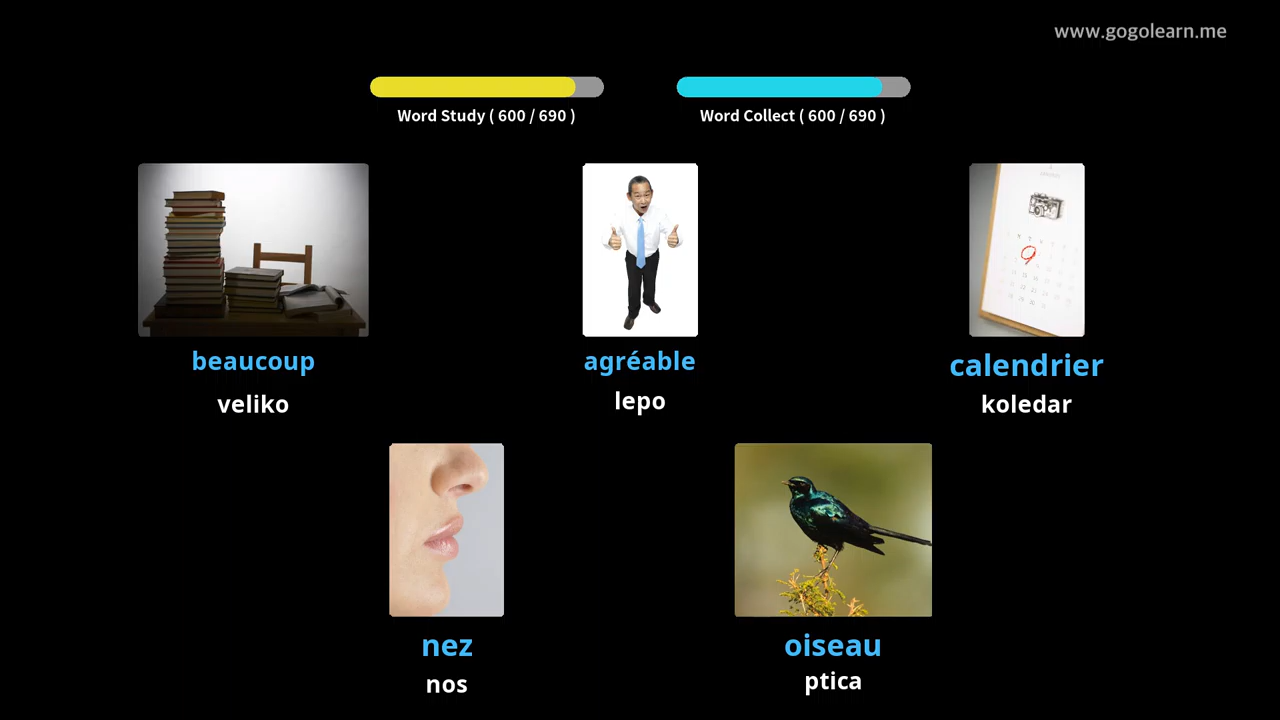 www.gogolearn.me
Word Study ( 600 / 690 )
Word Collect ( 600 / 690 )
beaucoup
veliko
agréable
lepo
calendrier
koledar
nez
nos
oiseau
ptica